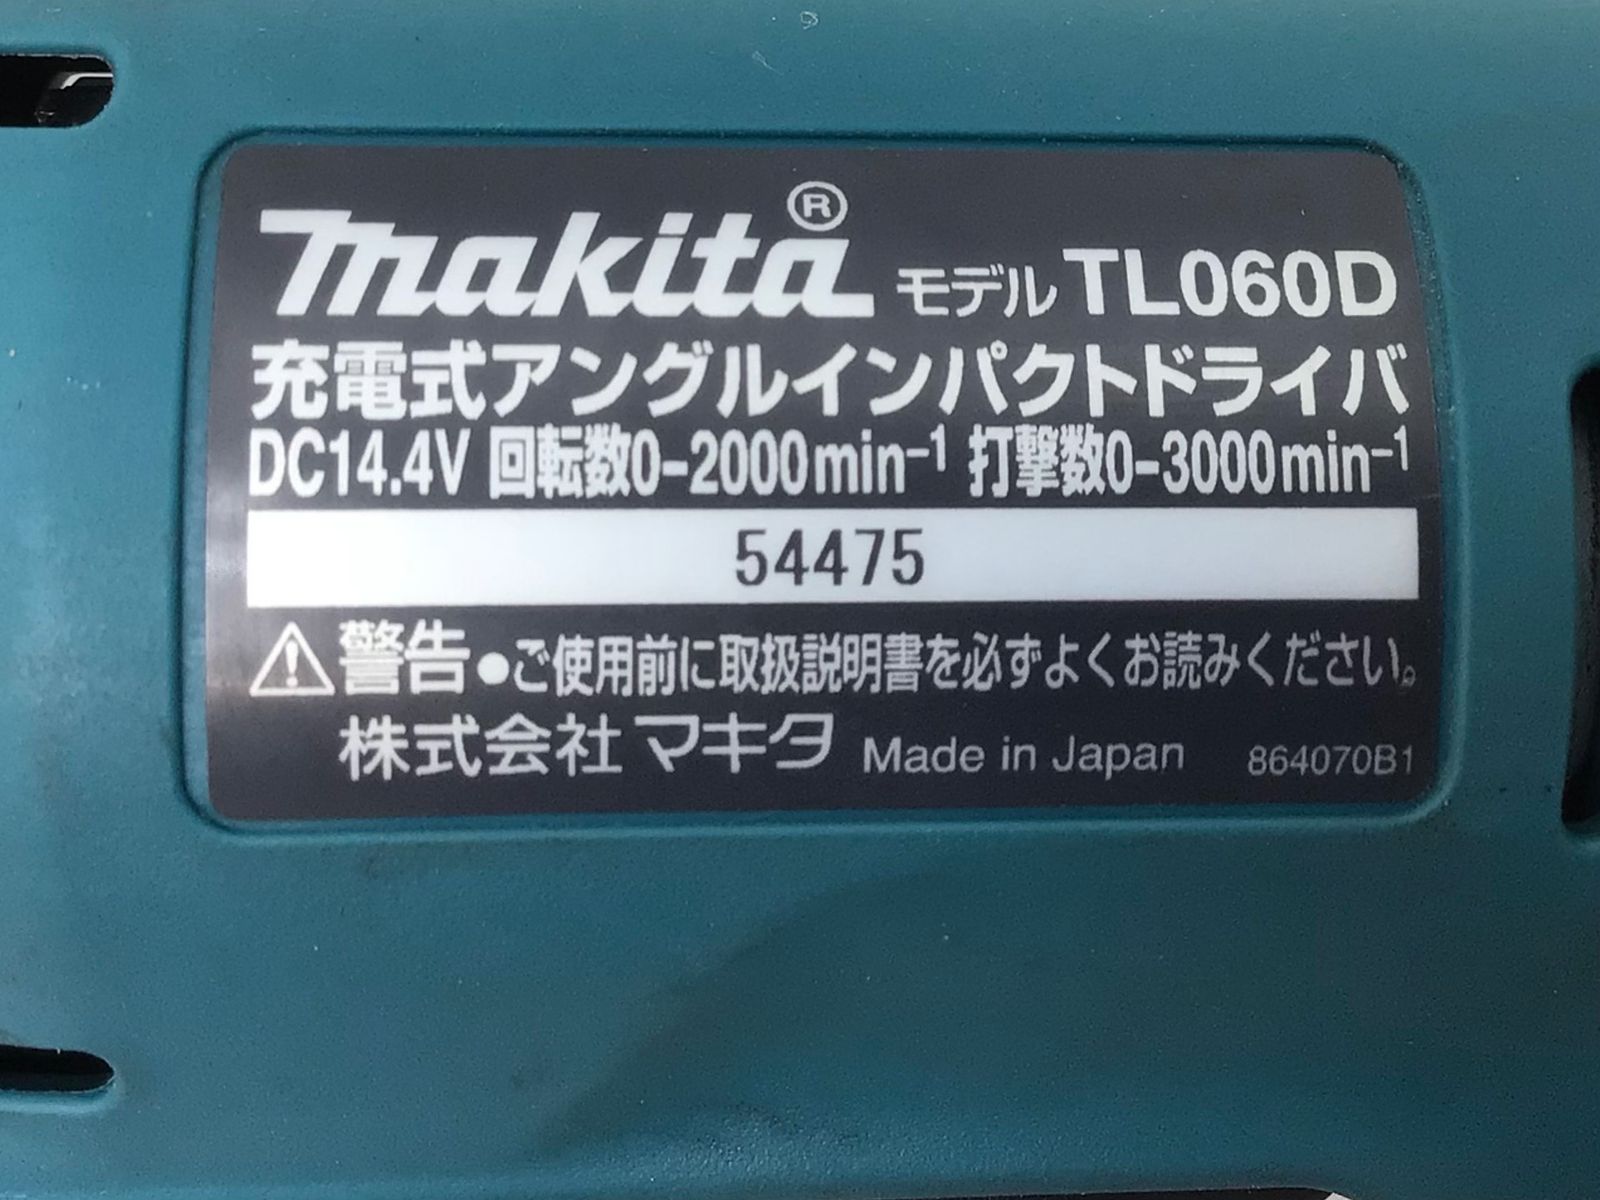 makita® モデル TL060D
充電式アングルインパクトドライバ
DC14.4V 回転数0-2000min⁻¹ 打撃数0-3000min⁻¹
54475
⚠警告 ●ご使用前に取扱説明書を必ずよくお読みください。
株式会社マキタ Made in Japan 864070B1